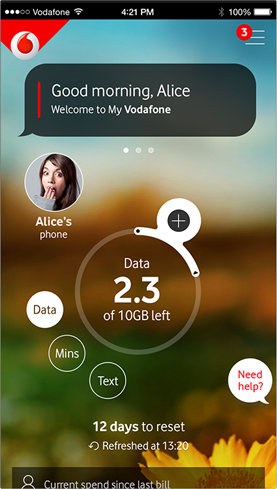 Vodafone 4:21 PM 100%
3
Good morning, Alice
Welcome to My Vodafone
Alice's
phone
+
Data
2.3
of 10GB left
Data
Mins
Text
Need
help?
12 days to reset
Refreshed at 13:20
Current spend since last bill